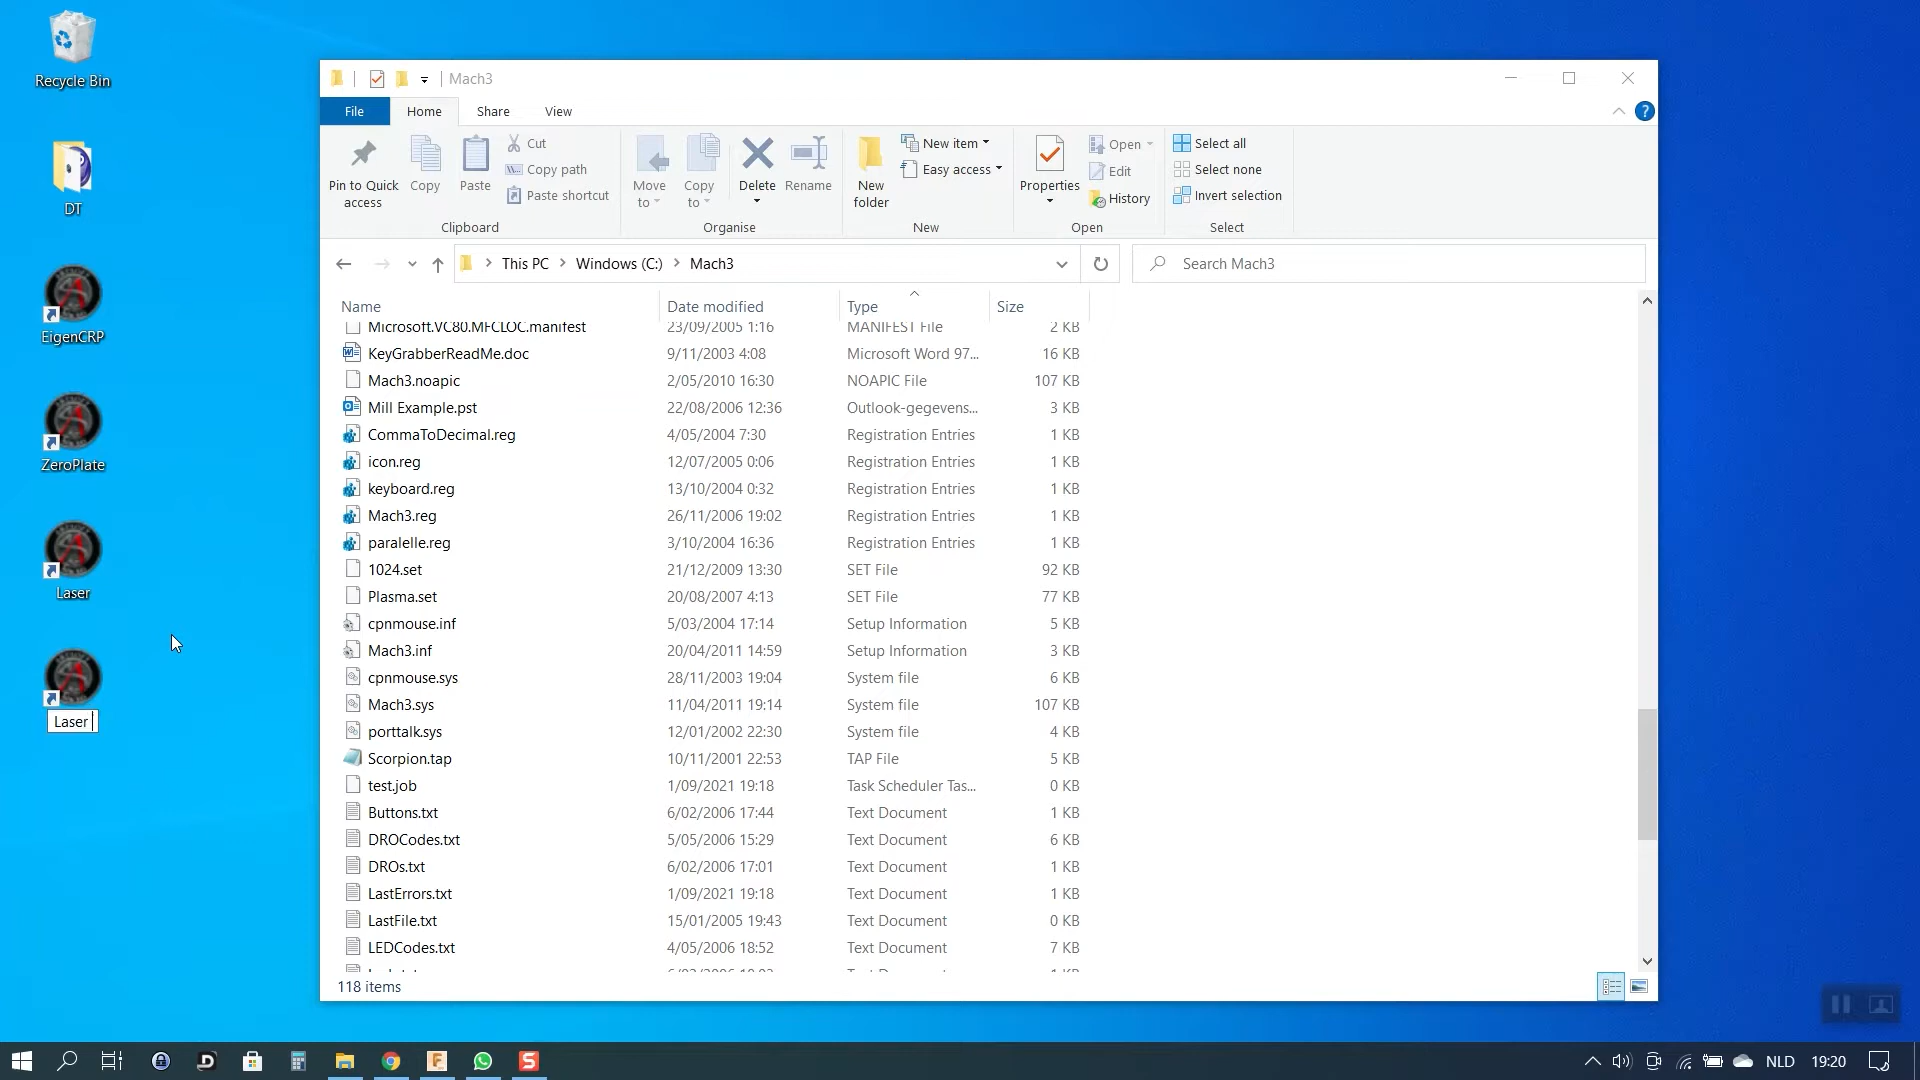 Recycle Bin
DT
EigenCRP
ZeroPlate
Laser
Laser
Mach3
File Home Share View
Pin to Quick access
Copy
Paste
Cut
Copy path
Paste shortcut
Clipboard
Move to
Copy to
Delete
Rename
Organise
New folder
New item
Easy access
New
Properties
Open
Edit
History
Open
Select all
Select none
Invert selection
Select
This PC > Windows (C:) > Mach3
Search Mach3
Name Date modified Type Size
Microsoft.VC80.MFCLOC.manifest 23/09/2005 1:16 MANIFEST File 2 KB
KeyGrabberReadMe.doc 9/11/2003 4:08 Microsoft Word 97... 16 KB
Mach3.noapic 2/05/2010 16:30 NOAPIC File 107 KB
Mill Example.pst 22/08/2006 12:36 Outlook-gegevens... 3 KB
CommaToDecimal.reg 4/05/2004 7:30 Registration Entries 1 KB
icon.reg 12/07/2005 0:06 Registration Entries 1 KB
keyboard.reg 13/10/2004 0:32 Registration Entries 1 KB
Mach3.reg 26/11/2006 19:02 Registration Entries 1 KB
paralelle.reg 3/10/2004 16:36 Registration Entries 1 KB
1024.set 21/12/2009 13:30 SET File 92 KB
Plasma.set 20/08/2007 4:13 SET File 77 KB
cpnmouse.inf 5/03/2004 17:14 Setup Information 5 KB
Mach3.inf 20/04/2011 14:59 Setup Information 3 KB
cpnmouse.sys 28/11/2003 19:04 System file 6 KB
Mach3.sys 11/04/2011 19:14 System file 107 KB
porttalk.sys 12/01/2002 22:30 System file 4 KB
Scorpion.tap 10/11/2001 22:53 TAP File 5 KB
test.job 1/09/2021 19:18 Task Scheduler Tas... 0 KB
Buttons.txt 6/02/2006 17:44 Text Document 1 KB
DROCodes.txt 5/05/2006 15:29 Text Document 6 KB
DROs.txt 6/02/2006 17:01 Text Document 1 KB
LastErrors.txt 1/09/2021 19:18 Text Document 1 KB
LastFile.txt 15/01/2005 19:43 Text Document 0 KB
LEDCodes.txt 4/05/2006 18:52 Text Document 7 KB
118 items
NLD 19:20